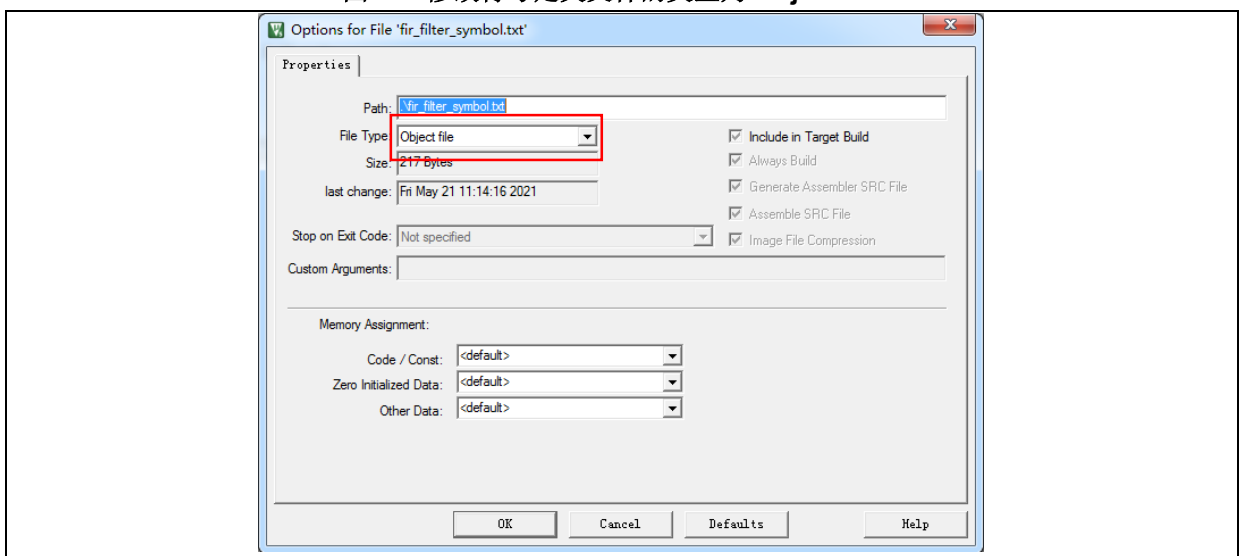 Options for File 'fir_filter_symbol.txt'
Properties
Path: .\fir_filter_symbol.txt
File Type: Object file
Include in Target Build
Size: 217 Bytes
Always Build
last change: Fri May 21 11:14:16 2021
Generate Assembler SRC File
Assemble SRC File
Stop on Exit Code: Not specified
Image File Compression
Custom Arguments:
Memory Assignment:
Code / Const: <default>
Zero Initialized Data: <default>
Other Data: <default>
OK Cancel Defaults Help